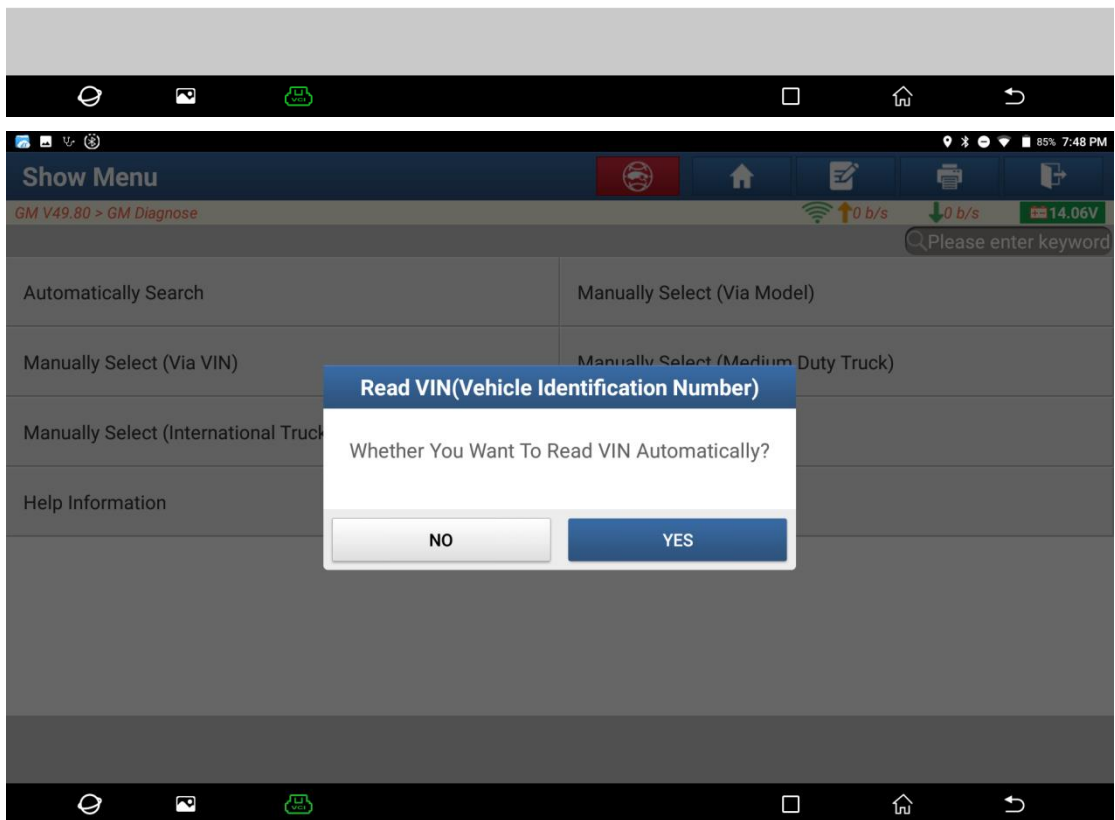 VCI
85% 7:48 PM
Show Menu
GM V49.80 > GM Diagnose
0 b/s
0 b/s
14.06V
Please enter keyword
Automatically Search
Manually Select (Via Model)
Manually Select (Via VIN)
Manually Select (Medium Duty Truck)
Read VIN(Vehicle Identification Number)
Manually Select (International Truck
Whether You Want To Read VIN Automatically?
Help Information
NO
YES
VCI